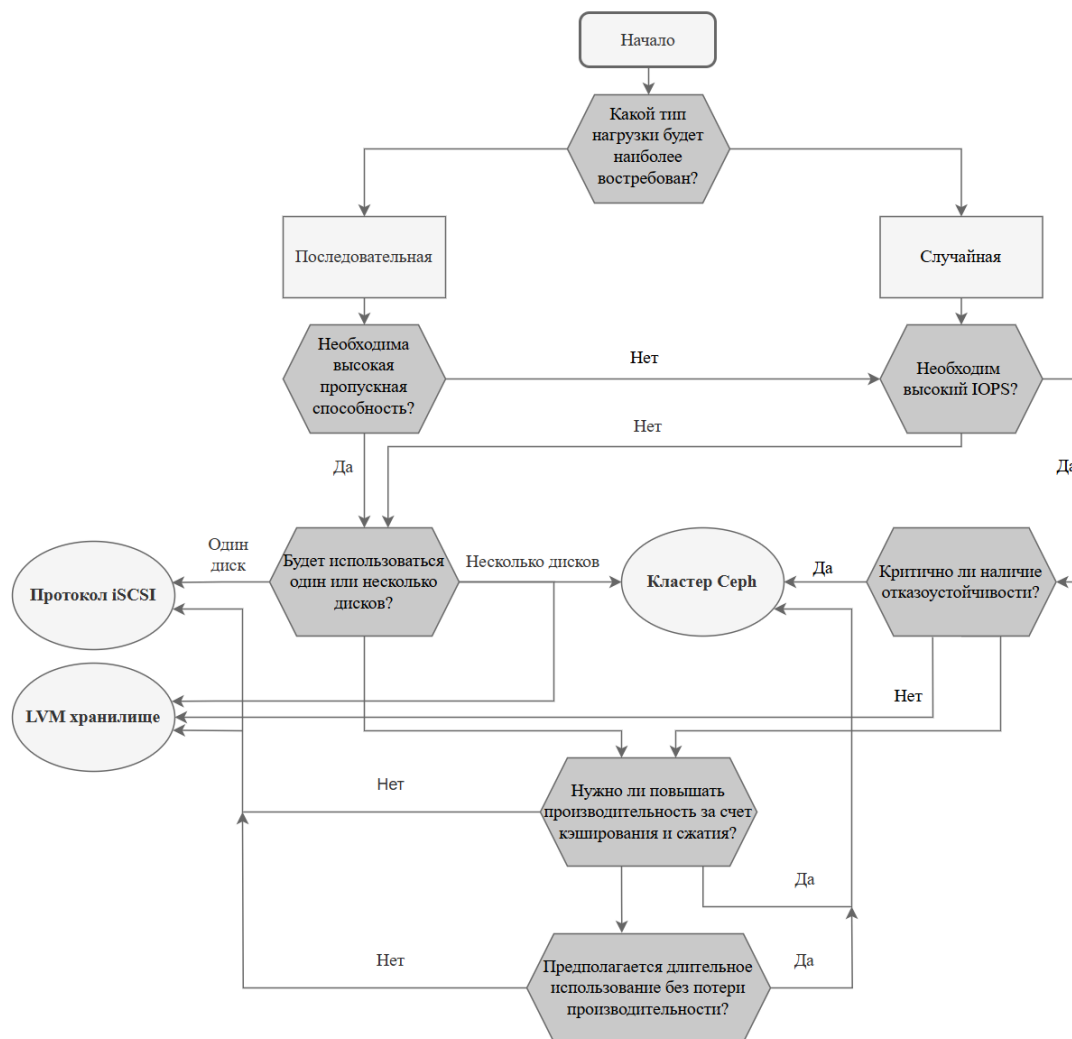 Начало
Какой тип
нагрузки будет
наиболее
востребован?
Последовательная
Случайная
Необходима
высокая
пропускная
способность?
Нет
Необходим
высокий IOPS?
Нет
Да
Да
Один
диск
Будет использоваться
один или несколько
дисков?
Несколько дисков
Кластер Ceph
Да
Критично ли наличие
отказоустойчивости?
Протокол iSCSI
LVM хранилище
Нет
Нет
Нужно ли повышать
производительность за счет
кэширования и сжатия?
Да
Нет
Предполагается длительное
использование без потери
производительности?
Да